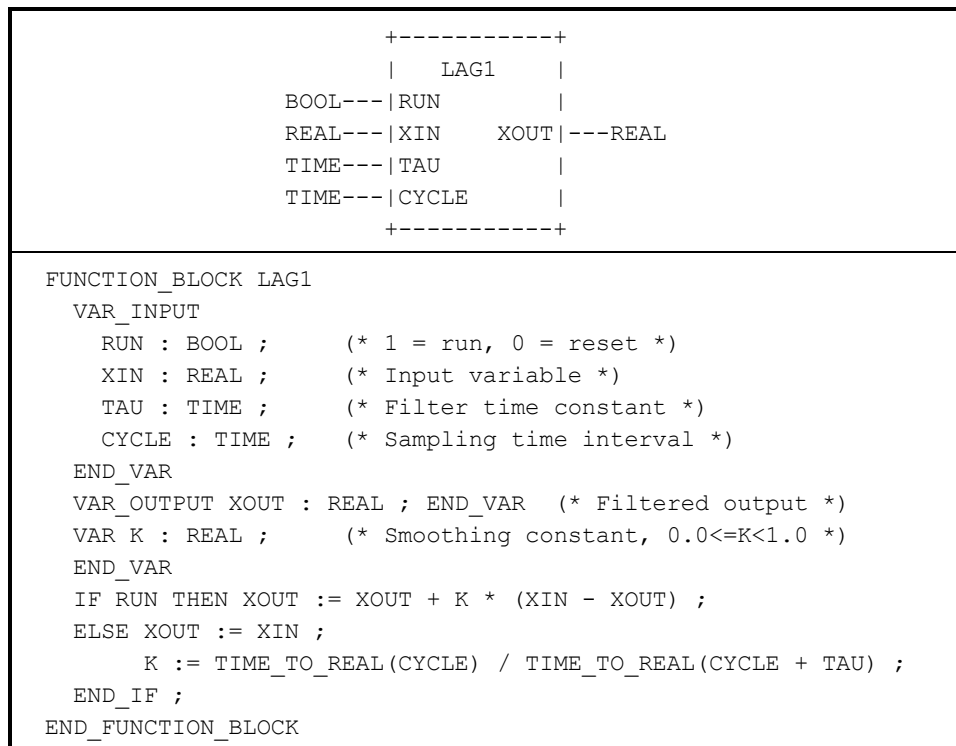 +-----------+
|   LAG1    |
BOOL---|RUN        |
REAL---|XIN    XOUT|---REAL
TIME---|TAU        |
TIME---|CYCLE      |
+-----------+
FUNCTION_BLOCK LAG1
VAR_INPUT
RUN : BOOL ;      (* 1 = run, 0 = reset *)
XIN : REAL ;      (* Input variable *)
TAU : TIME ;      (* Filter time constant *)
CYCLE : TIME ;    (* Sampling time interval *)
END_VAR
VAR_OUTPUT XOUT : REAL ; END_VAR  (* Filtered output *)
VAR K : REAL ;      (* Smoothing constant, 0.0<=K<1.0 *)
END_VAR
IF RUN THEN XOUT := XOUT + K * (XIN - XOUT) ;
ELSE XOUT := XIN ;
K := TIME_TO_REAL(CYCLE) / TIME_TO_REAL(CYCLE + TAU) ;
END_IF ;
END_FUNCTION_BLOCK